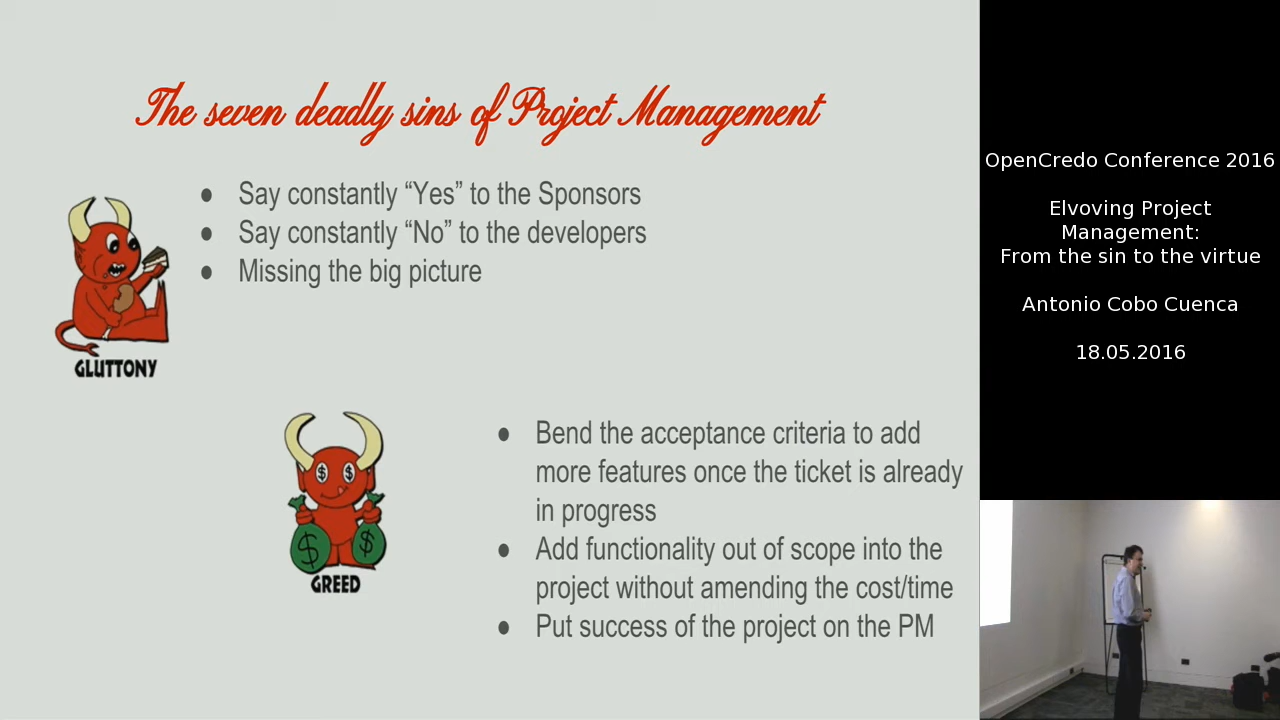 The seven deadly sins of Project Management
● Say constantly “Yes” to the Sponsors
● Say constantly “No” to the developers
● Missing the big picture
GLUTTONY
● Bend the acceptance criteria to add
more features once the ticket is already
in progress
● Add functionality out of scope into the
project without amending the cost/time
● Put success of the project on the PM
$ $
$ $
GREED
OpenCredo Conference 2016
Elvoving Project
Management:
From the sin to the virtue
Antonio Cobo Cuenca
18.05.2016